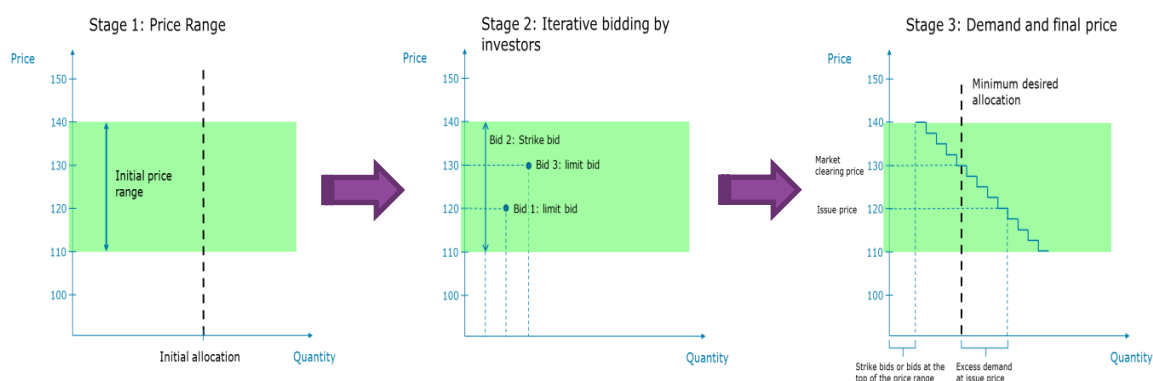 Stage 1: Price Range
Price
150
140
130
120
110
100
Initial price
range
Initial allocation
Quantity
Stage 2: Iterative bidding by
investors
Price
150
140
130
120
110
100
Bid 2: Strike bid
Bid 3: limit bid
Bid 1: limit bid
Quantity
Stage 3: Demand and final price
Price
150
140
130
120
110
100
Minimum desired
allocation
Market
clearing price
Issue price
Quantity
Strike bids or bids at the
top of the price range
Excess demand
at issue price